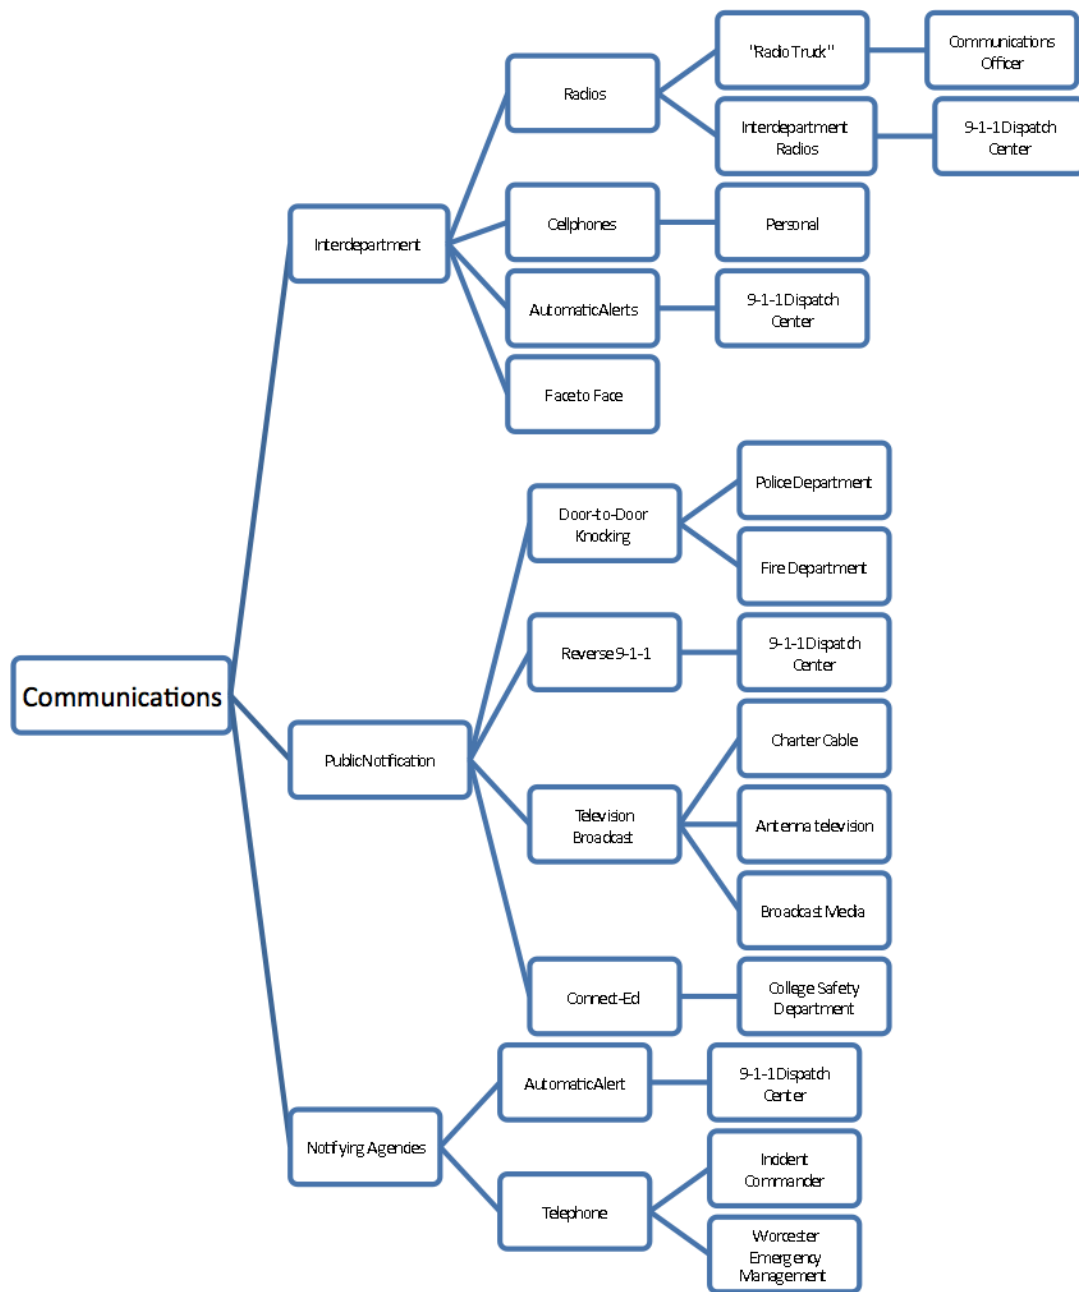 "Radio Truck"
Communications
Officer
Radios
Interdepartment
Radios
9-1-1 Dispatch
Center
Interdepartment
Cellphones
Personal
Automatic Alerts
9-1-1 Dispatch
Center
Face to Face
Communications
Public Notification
Door-to-Door
Knocking
Police Department
Fire Department
Reverse 9-1-1
9-1-1 Dispatch
Center
Television
Broadcast
Charter Cable
Antenna television
Broadcast Media
Connect-Ed
College Safety
Department
Notifying Agencies
Automatic Alert
9-1-1 Dispatch
Center
Telephone
Incident
Commander
Worcester
Emergency
Management